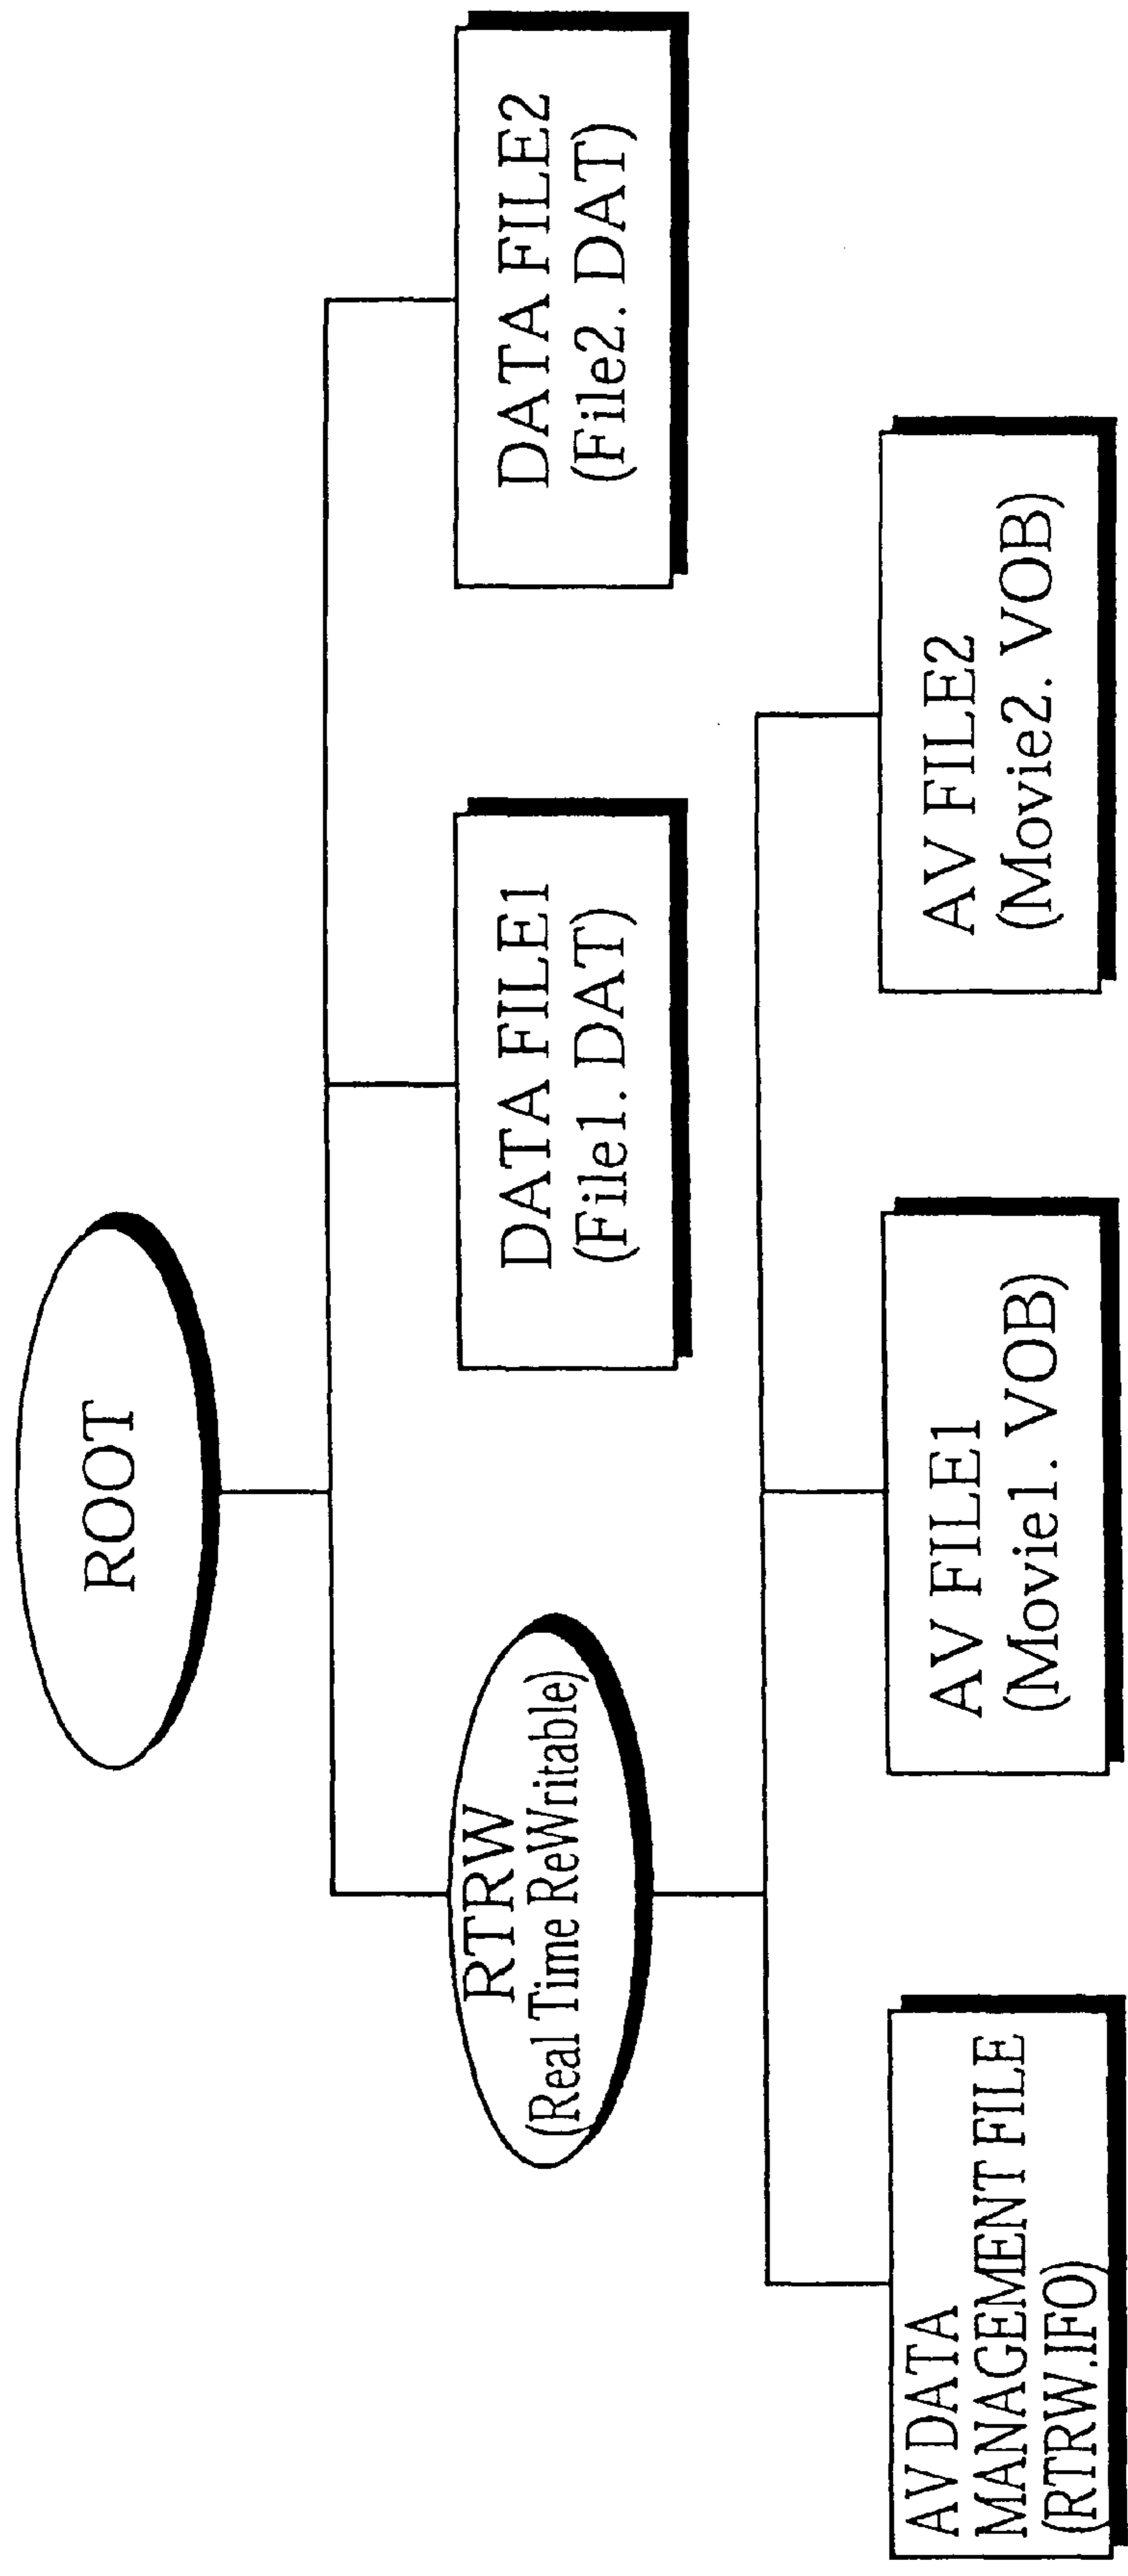 ROOT
RTRW
(Real Time ReWritable)
DATA FILE1
(File1. DAT)
DATA FILE2
(File2. DAT)
AV DATA
MANAGEMENT FILE
(RTRW.IFO)
AV FILE1
(Movie1. VOB)
AV FILE2
(Movie2. VOB)